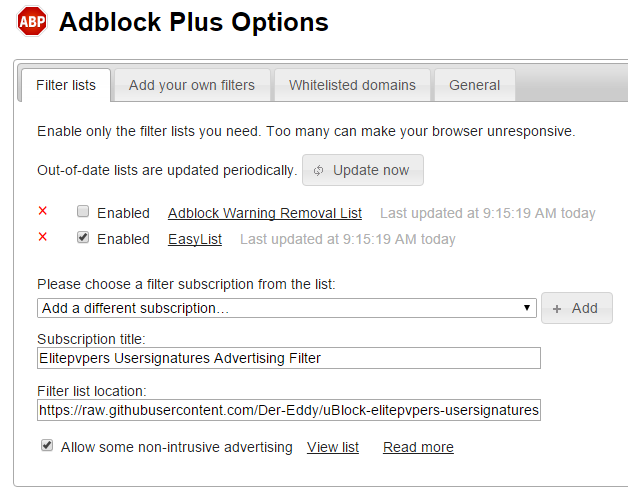 ABP Adblock Plus Options
Filter lists Add your own filters Whitelisted domains General
Enable only the filter lists you need. Too many can make your browser unresponsive.
Out-of-date lists are updated periodically. Update now
Enabled Adblock Warning Removal List Last updated at 9:15:19 AM today
Enabled EasyList Last updated at 9:15:19 AM today
Please choose a filter subscription from the list:
Add a different subscription... + Add
Subscription title:
Elitepvpers Usersignatures Advertising Filter
Filter list location:
https://raw.githubusercontent.com/Der-Eddy/uBlock-elitepvpers-usersignatures
Allow some non-intrusive advertising View list Read more